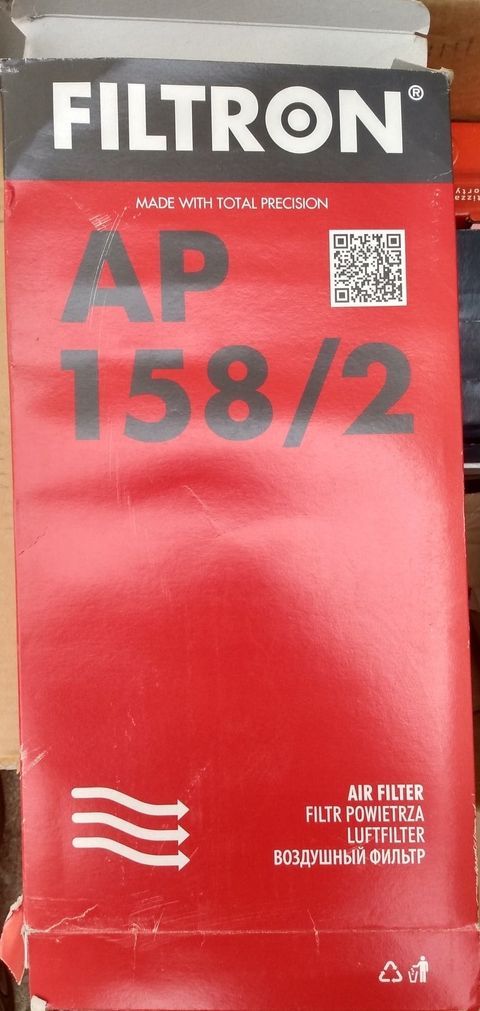 FILTRON®
MADE WITH TOTAL PRECISION
AP
158/2
AIR FILTER
FILTR POWIETRZA
LUFTFILTER
ВОЗДУШНЫЙ ФИЛЬТР